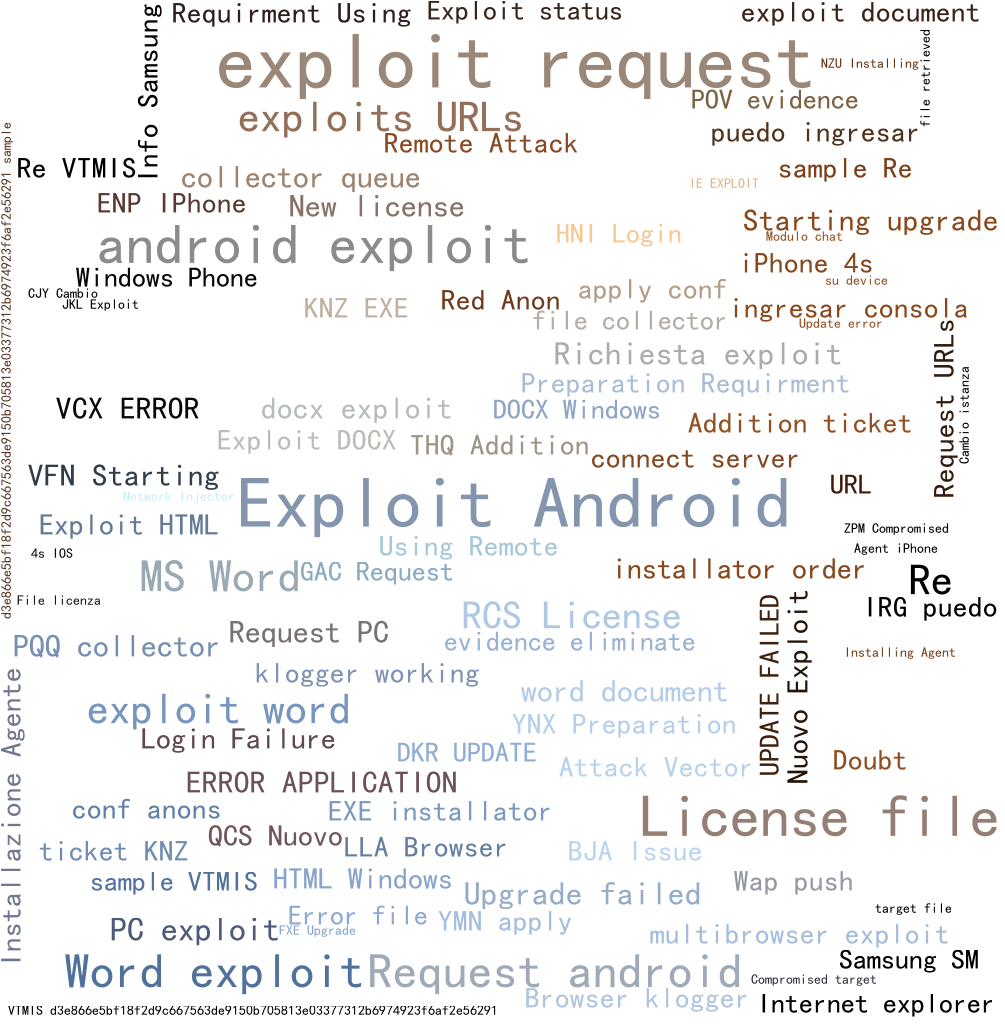 Requirment Using
Exploit status
exploit document
Info Samsung
exploit request
NZU Installing
file retrieved
POV evidence
exploits URLs
puedo ingresar
Remote Attack
Re VTMIS
collector queue
IE EXPLOIT
sample Re
ENP IPhone
New license
Starting upgrade
android exploit
HNI Login
Modulo chat
iPhone 4s
Windows Phone
su device
CJY Cambio
JKL Exploit
KNZ EXE
Red Anon
apply conf
ingresar consola
file collector
Update error
d3e866e5bf18f2d9c667563de9150b705813e03377312b6974923f6af2e56291 sample
Richiesta exploit
Request URLs
Cambio istanza
Preparation Requirment
VCX ERROR
docx exploit
DOCX Windows
Addition ticket
Exploit DOCX
THQ Addition
connect server
VFN Starting
Network Injector
Exploit Android
URL
Exploit HTML
ZPM Compromised
4s IOS
Using Remote
Agent iPhone
MS Word
GAC Request
installator order
Re
File licenza
RCS License
IRG puedo
PQQ collector
Request PC
evidence eliminate
UPDATE FAILED
Nuovo Exploit
Installing Agent
klogger working
word document
Installazione Agente
exploit word
YNX Preparation
Login Failure
DKR UPDATE
Attack Vector
Doubt
ERROR APPLICATION
conf anons
EXE installator
License file
QCS Nuovo
ticket KNZ
LLA Browser
BJA Issue
sample VTMIS
HTML Windows
Upgrade failed
Wap push
Error file
target file
PC exploit
FXE Upgrade
YMN apply
multibrowser exploit
Samsung SM
Word exploit
Request android
Compromised target
Browser klogger
Internet explorer
VTMIS d3e866e5bf18f2d9c667563de9150b705813e03377312b6974923f6af2e56291